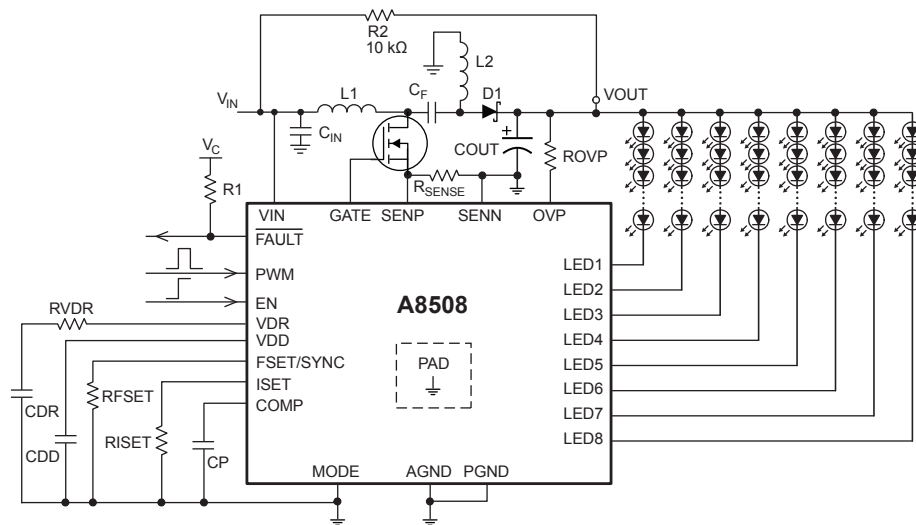 R2
10 kΩ
L2
L1
CF
D1
VOUT
VIN
CIN
COUT
ROVP
VC
R1
RSENSE
VIN
GATE
SENP
SENN
OVP
FAULT
PWM
EN
RVDR
VDR
VDD
FSET/SYNC
ISET
COMP
A8508
PAD
LED1
LED2
LED3
LED4
LED5
LED6
LED7
LED8
CDR
RFSET
CDD
RISET
CP
MODE
AGND
PGND
+